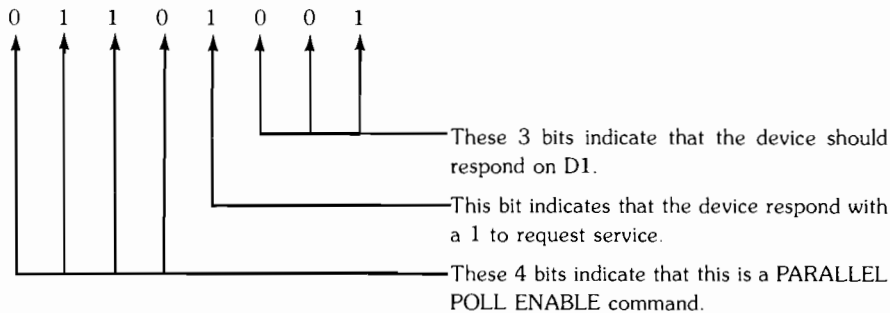 0 1 1 0 1 0 0 1
These 3 bits indicate that the device should
respond on D1.
This bit indicates that the device respond with
a 1 to request service.
These 4 bits indicate that this is a PARALLEL
POLL ENABLE command.